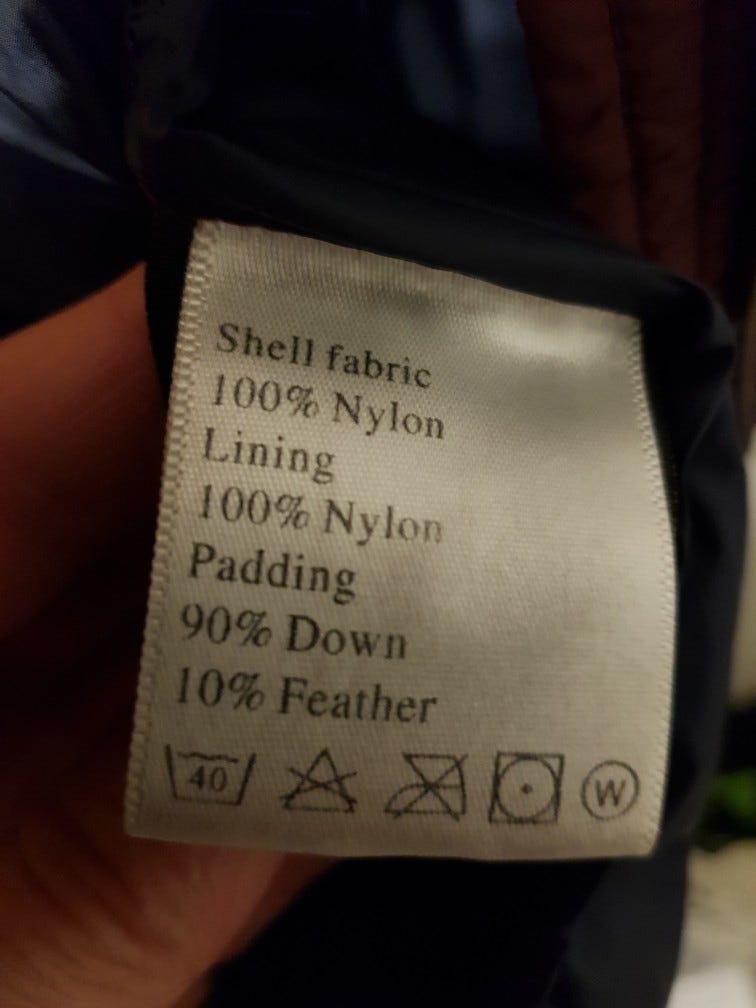 Shell fabric
100% Nylon
Lining
100% Nylon
Padding
90% Down
10% Feather
40 W